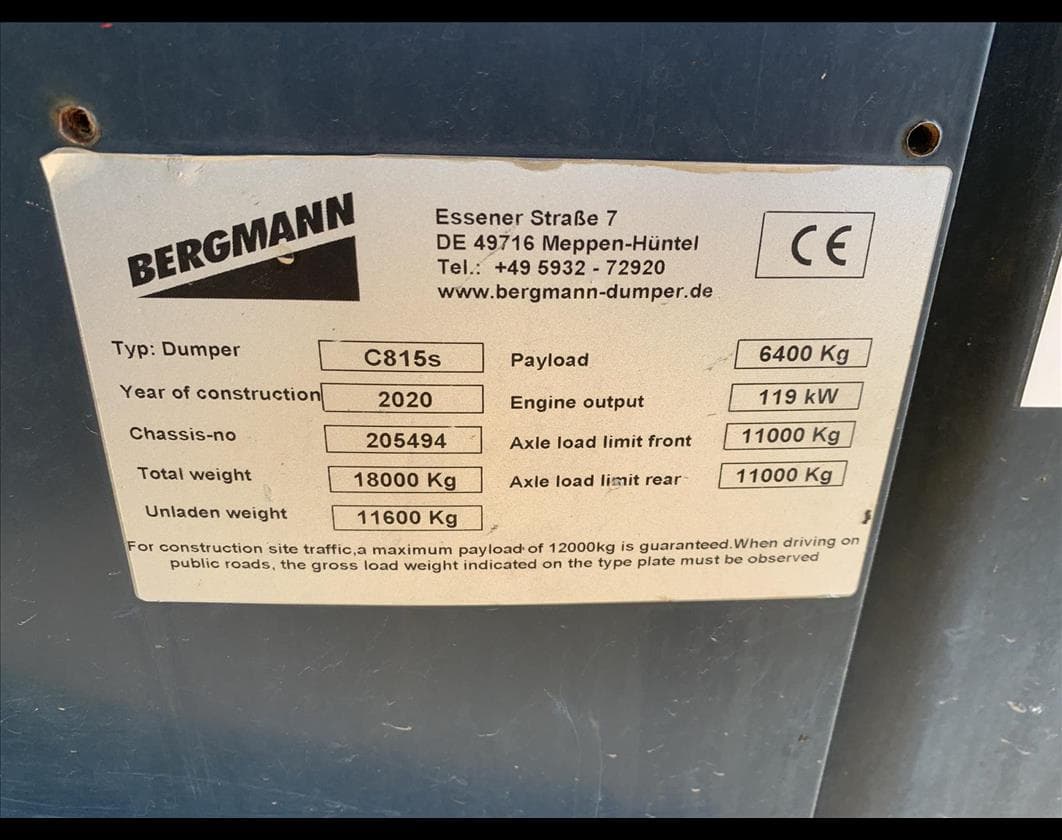 BERGMANN
Essener Straße 7
DE 49716 Meppen-Hüntel
Tel.: +49 5932 - 72920
www.bergmann-dumper.de
CE
Typ: Dumper C815s
Year of construction 2020
Chassis-no 205494
Total weight 18000 Kg
Unladen weight 11600 Kg
Payload 6400 Kg
Engine output 119 kW
Axle load limit front 11000 Kg
Axle load limit rear 11000 Kg
For construction site traffic,a maximum payload of 12000kg is guaranteed.When driving on
public roads, the gross load weight indicated on the type plate must be observed